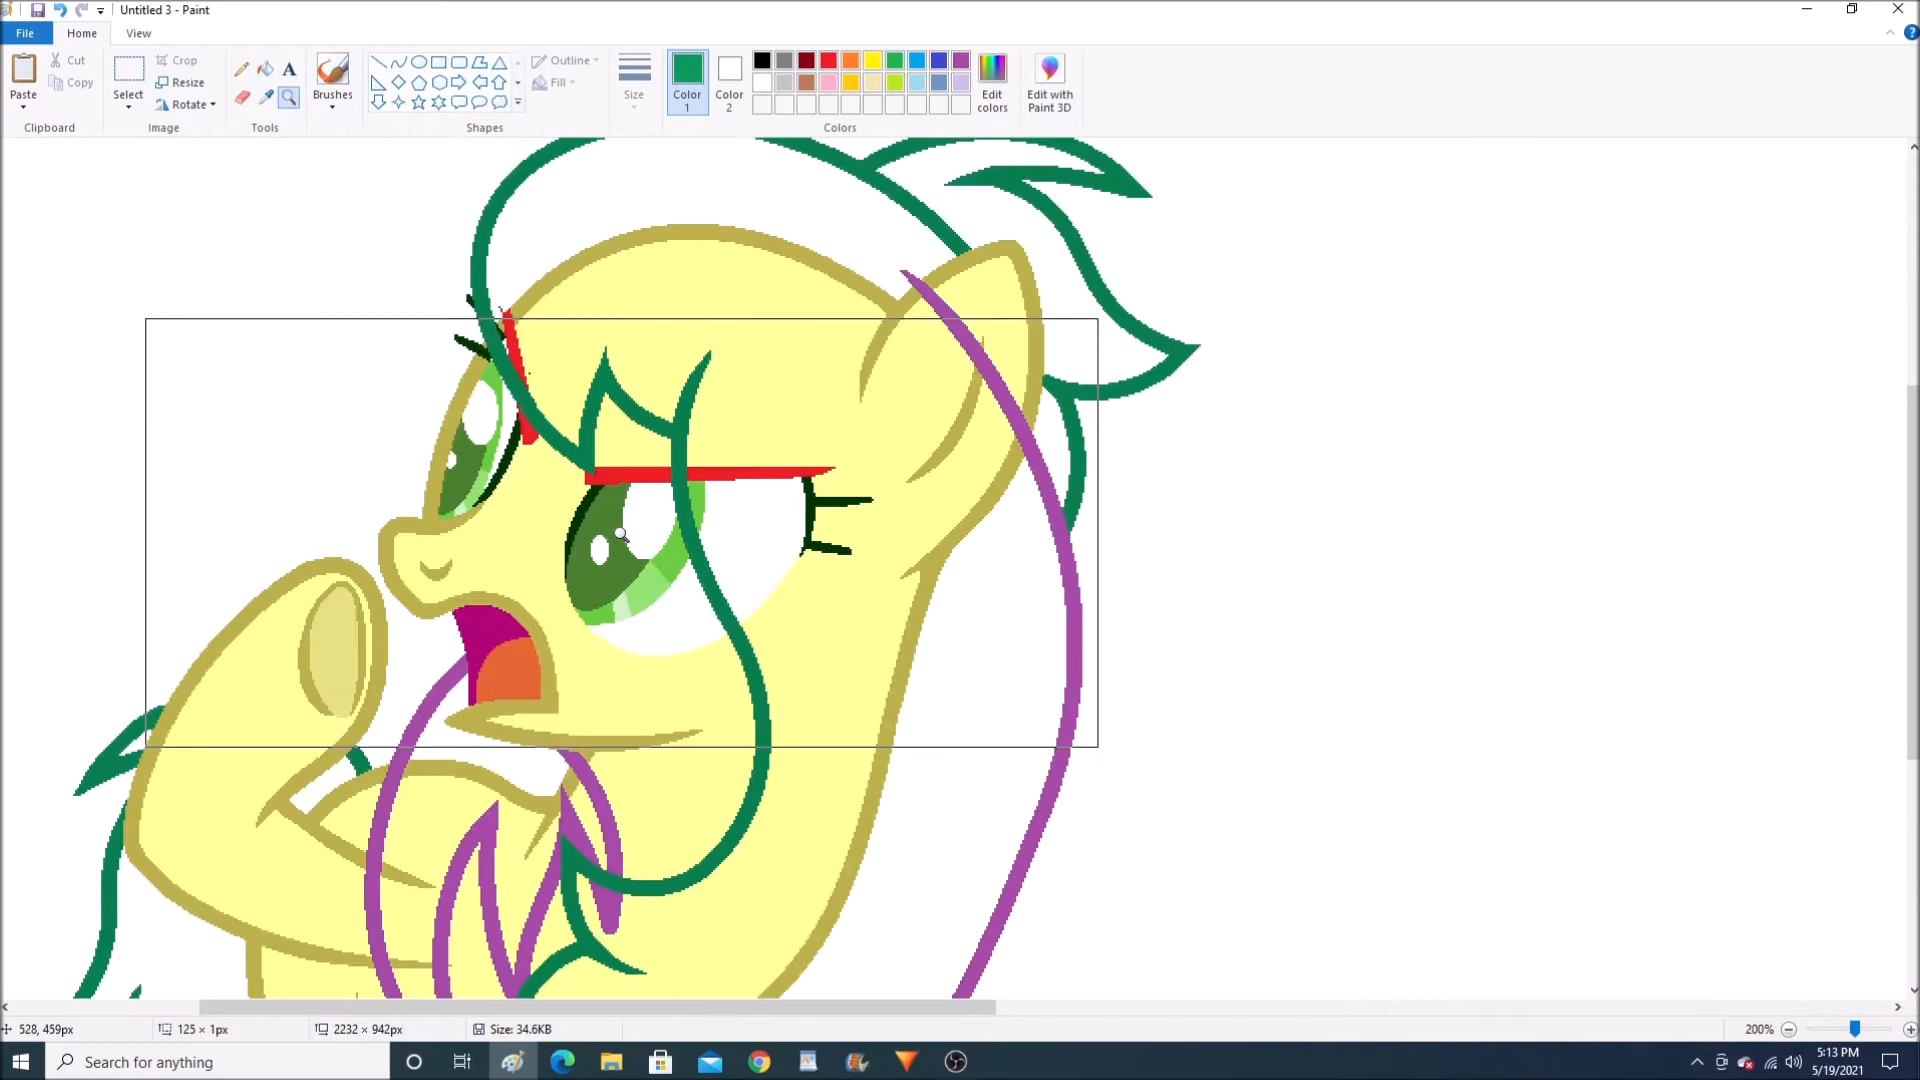 Untitled 3 - Paint
File Home View
Paste
Cut
Copy
Clipboard
Select
Crop
Resize
Rotate
Image
A
Tools
Brushes
Shapes
Outline
Fill
Size
Color 1
Color 2
Colors
Edit colors
Edit with Paint 3D
528, 459px
125 × 1px
2232 × 942px
Size: 34.6KB
200%
Search for anything
5:13 PM
5/19/2021